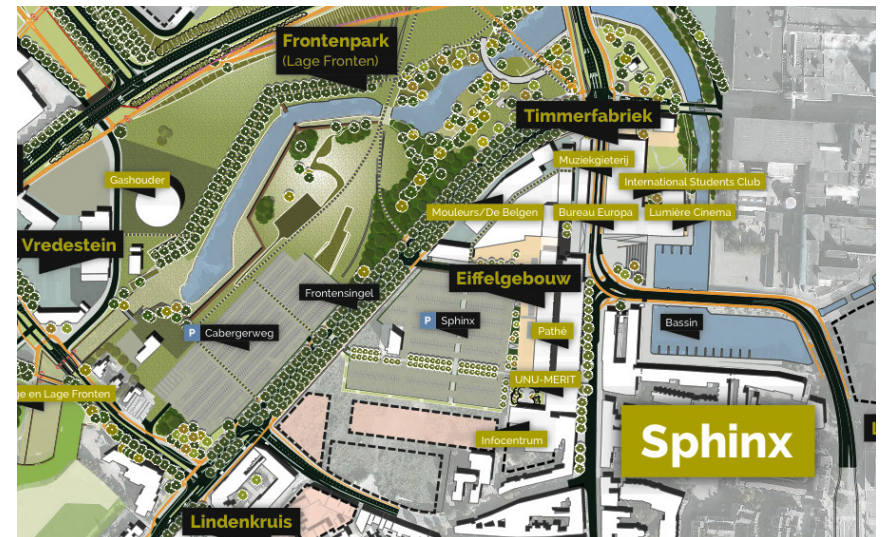 Frontenpark
(Lage Fronten)
Timmerfabriek
Muziekgieterij
Gashouder
International Students Club
Mouleurs/De Belgen
Bureau Europa
Lumière Cinema
Vredestein
Eiffelgebouw
Frontensingel
P Cabergerweg
P Sphinx
Bassin
Pathé
UNU-MERIT
ge en Lage Fronten
Sphinx
Infocentrum
L
Lindenkruis